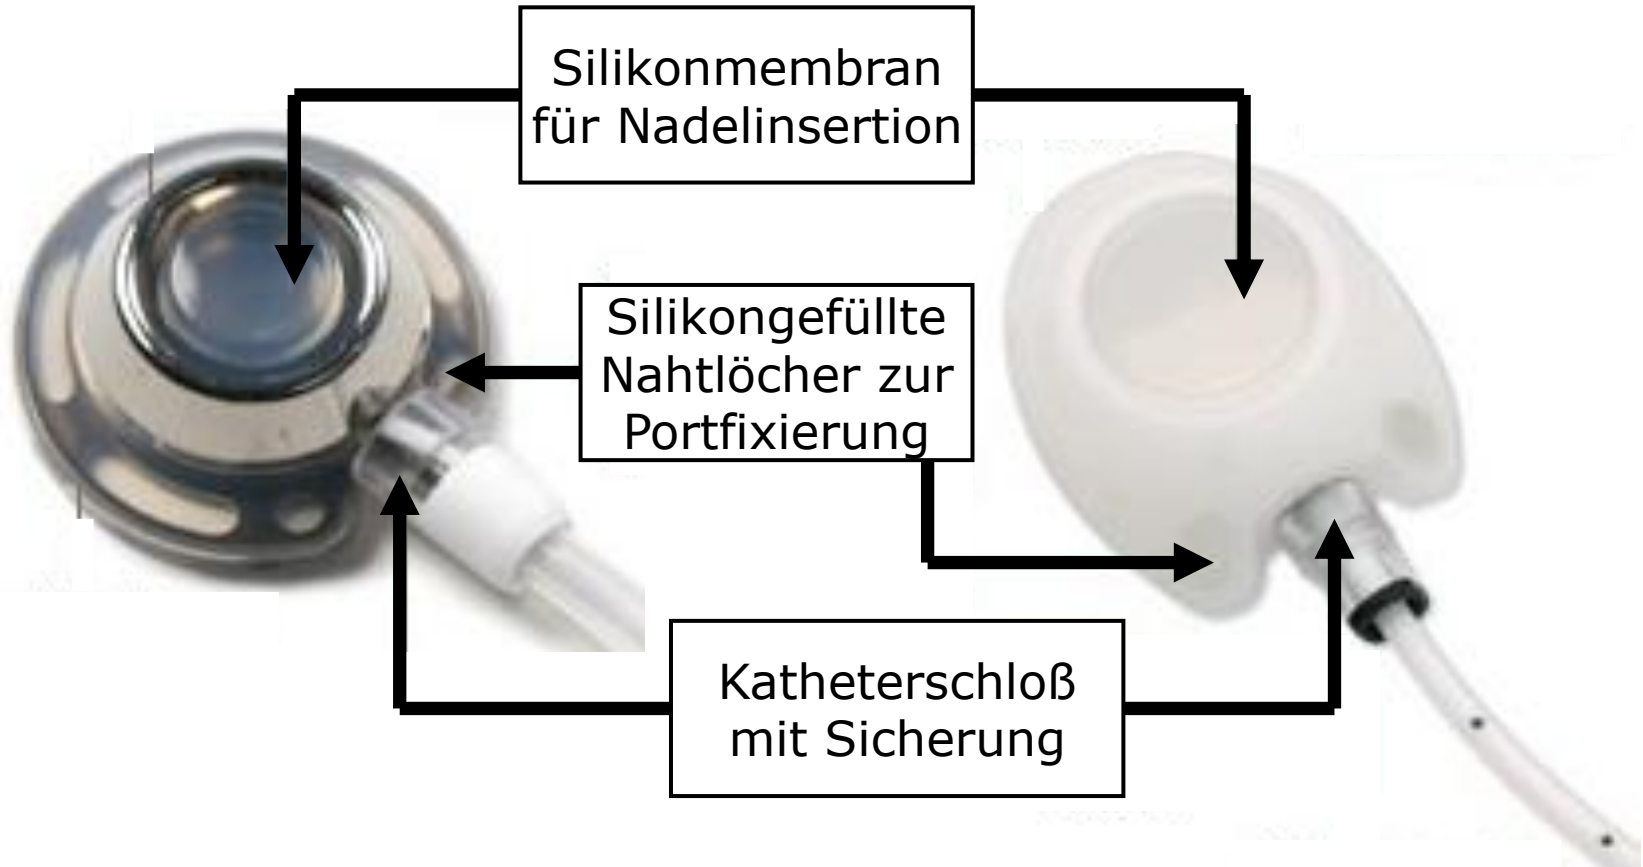 Silikonmembran
für Nadelinsertion
Silikongefüllte
Nahtlöcher zur
Portfixierung
Katheterschloß
mit Sicherung